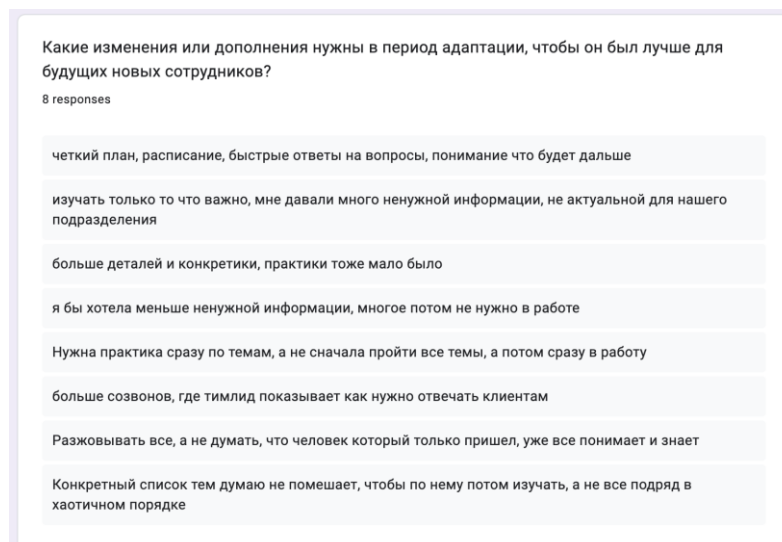 Какие изменения или дополнения нужны в период адаптации, чтобы он был лучше для
будущих новых сотрудников?
8 responses
четкий план, расписание, быстрые ответы на вопросы, понимание что будет дальше
изучать только то что важно, мне давали много ненужной информации, не актуальной для нашего
подразделения
больше деталей и конкретики, практики тоже мало было
я бы хотела меньше ненужной информации, многое потом не нужно в работе
Нужна практика сразу по темам, а не сначала пройти все темы, а потом сразу в работу
больше созвонов, где тимлид показывает как нужно отвечать клиентам
Разжовывать все, а не думать, что человек который только пришел, уже все понимает и знает
Конкретный список тем думаю не помешает, чтобы по нему потом изучать, а не все подряд в
хаотичном порядке